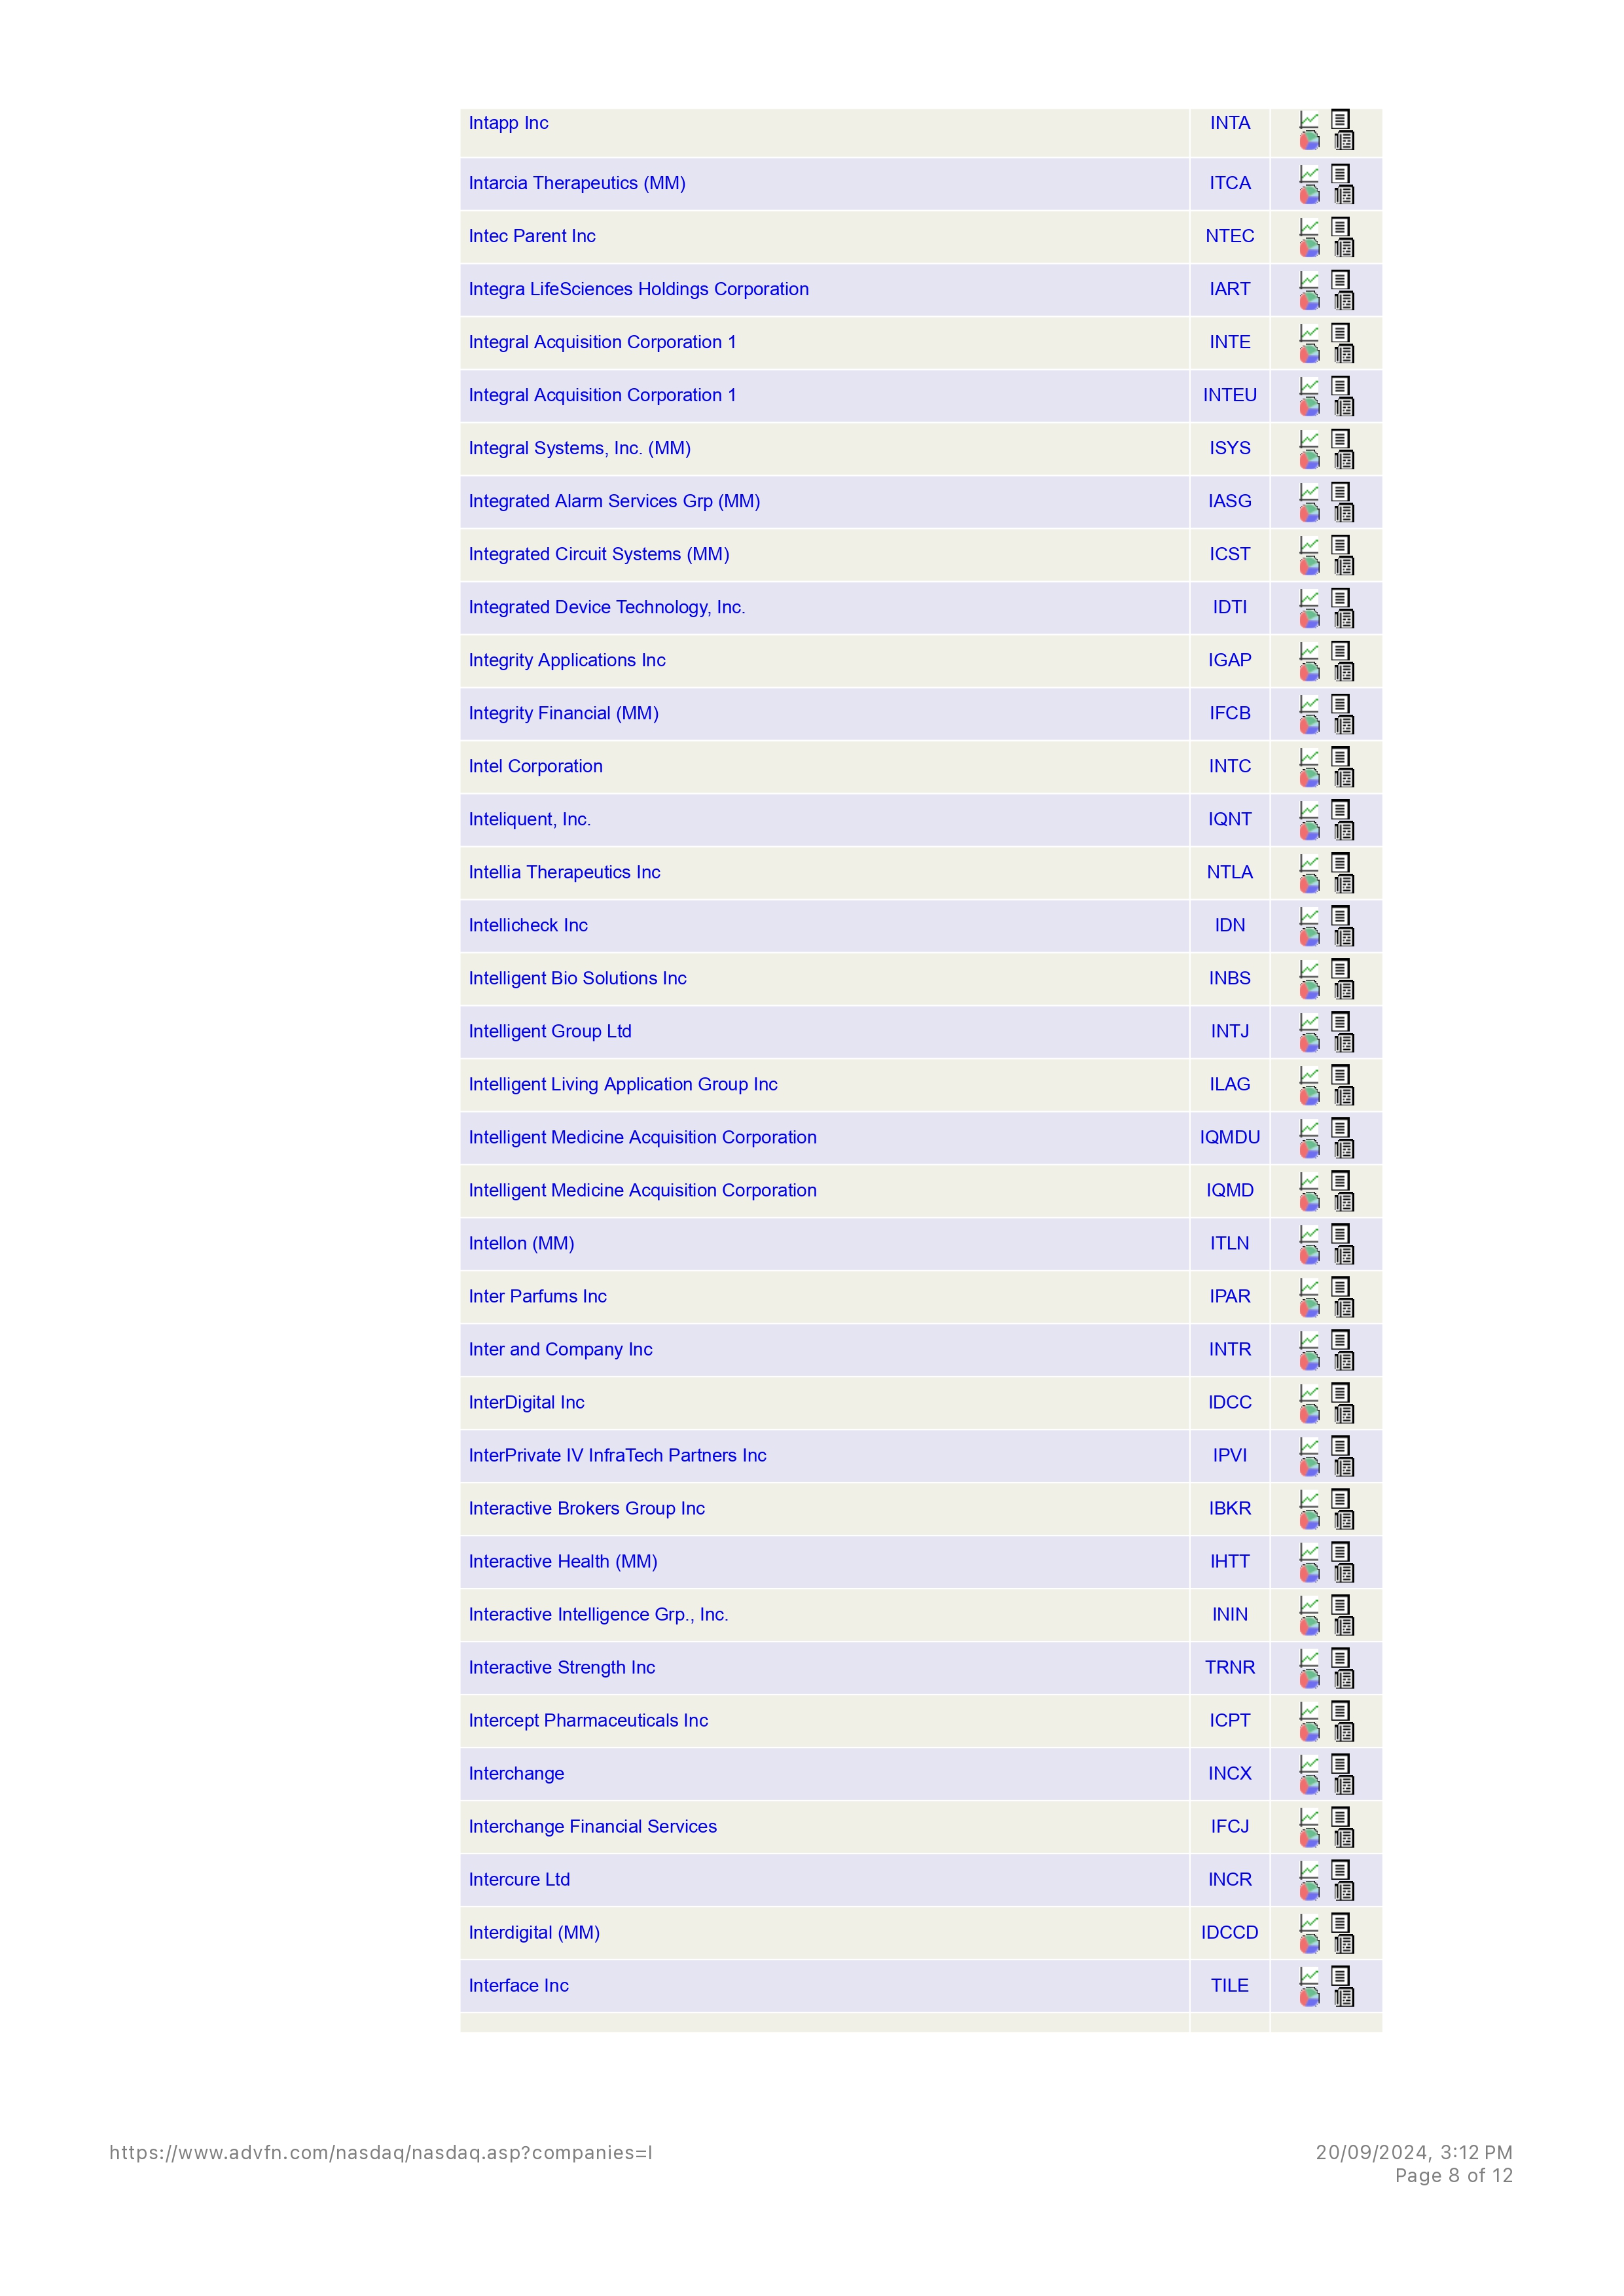 Intapp Inc INTA
Intarcia Therapeutics (MM) ITCA
Intec Parent Inc NTEC
Integra LifeSciences Holdings Corporation IART
Integral Acquisition Corporation 1 INTE
Integral Acquisition Corporation 1 INTEU
Integral Systems, Inc. (MM) ISYS
Integrated Alarm Services Grp (MM) IASG
Integrated Circuit Systems (MM) ICST
Integrated Device Technology, Inc. IDTI
Integrity Applications Inc IGAP
Integrity Financial (MM) IFCB
Intel Corporation INTC
Inteliquent, Inc. IQNT
Intellia Therapeutics Inc NTLA
Intellicheck Inc IDN
Intelligent Bio Solutions Inc INBS
Intelligent Group Ltd INTJ
Intelligent Living Application Group Inc ILAG
Intelligent Medicine Acquisition Corporation IQMDU
Intelligent Medicine Acquisition Corporation IQMD
Intellon (MM) ITLN
Inter Parfums Inc IPAR
Inter and Company Inc INTR
InterDigital Inc IDCC
InterPrivate IV InfraTech Partners Inc IPVI
Interactive Brokers Group Inc IBKR
Interactive Health (MM) IHTT
Interactive Intelligence Grp., Inc. ININ
Interactive Strength Inc TRNR
Intercept Pharmaceuticals Inc ICPT
Interchange INCX
Interchange Financial Services IFCJ
Intercure Ltd INCR
Interdigital (MM) IDCCD
Interface Inc TILE
https://www.advfn.com/nasdaq/nasdaq.asp?companies=I 20/09/2024, 3:12 PM
Page 8 of 12